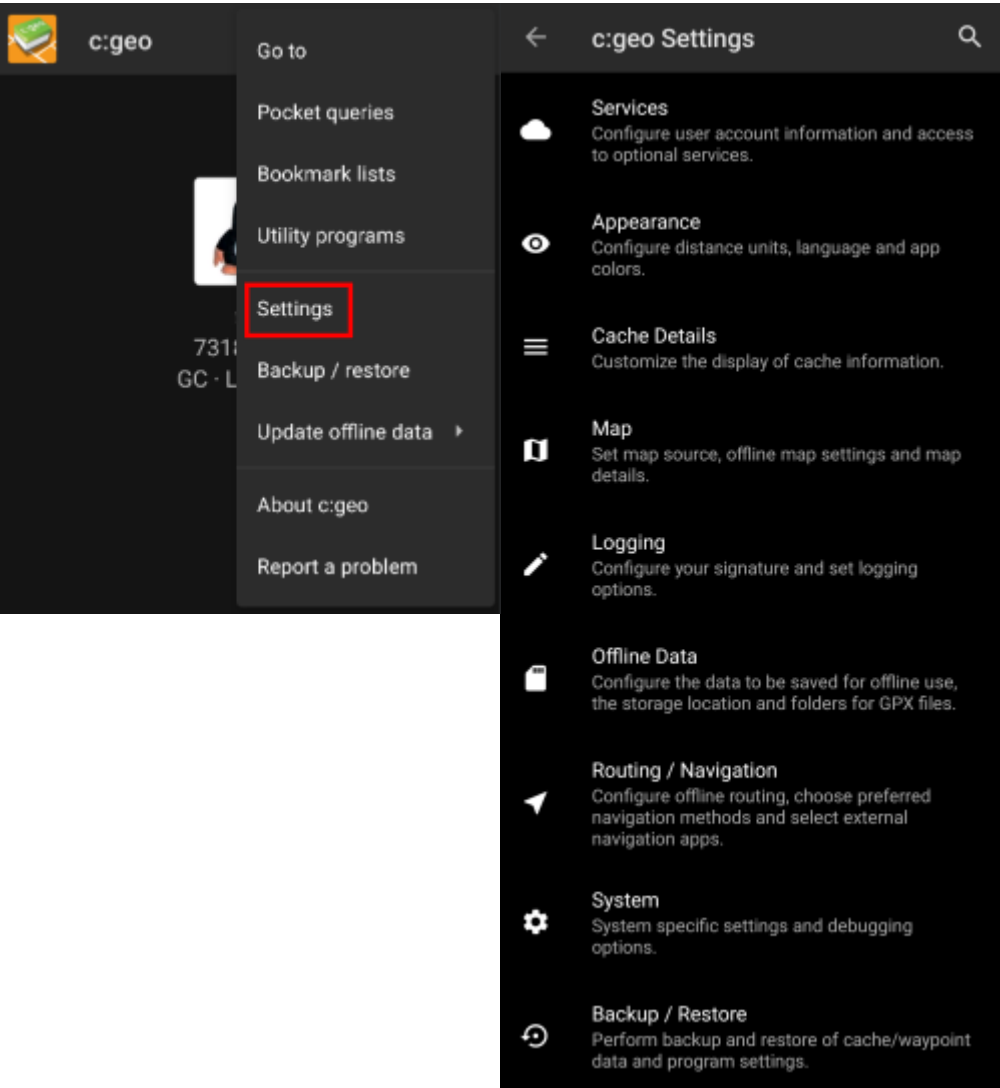 c:geo
7318
GC · L
Go to
Pocket queries
Bookmark lists
Utility programs
Settings
Backup / restore
Update offline data
About c:geo
Report a problem
c:geo Settings
Services
Configure user account information and access
to optional services.
Appearance
Configure distance units, language and app
colors.
Cache Details
Customize the display of cache information.
Map
Set map source, offline map settings and map
details.
Logging
Configure your signature and set logging
options.
Offline Data
Configure the data to be saved for offline use,
the storage location and folders for GPX files.
Routing / Navigation
Configure offline routing, choose preferred
navigation methods and select external
navigation apps.
System
System specific settings and debugging
options.
Backup / Restore
Perform backup and restore of cache/waypoint
data and program settings.